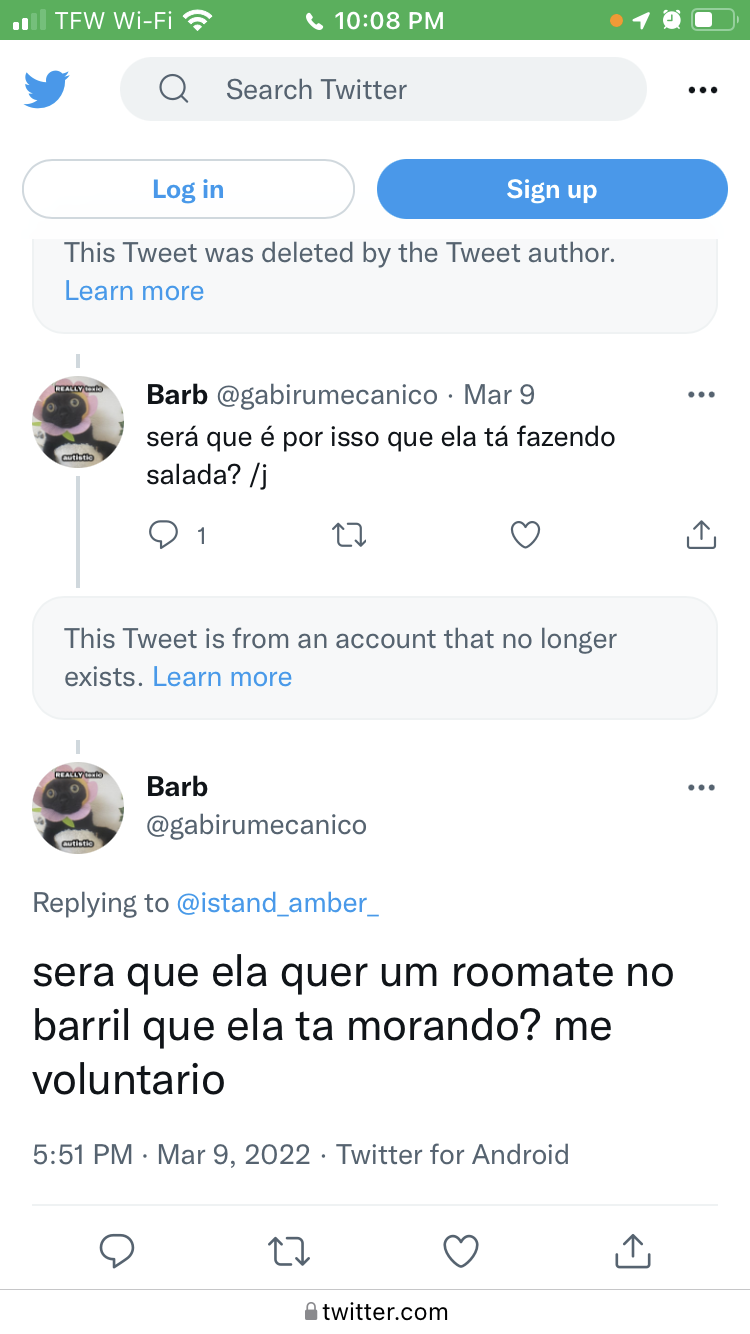 TFW Wi-Fi 10:08 PM
Search Twitter
Log in Sign up
This Tweet was deleted by the Tweet author.
Learn more
REALLY toxic
autistic
Barb @gabirumecanico · Mar 9
será que é por isso que ela tá fazendo
salada? /j
1
This Tweet is from an account that no longer
exists. Learn more
REALLY toxic
autistic
Barb
@gabirumecanico
Replying to @istand_amber_
sera que ela quer um roomate no
barril que ela ta morando? me
voluntario
5:51 PM · Mar 9, 2022 · Twitter for Android
twitter.com